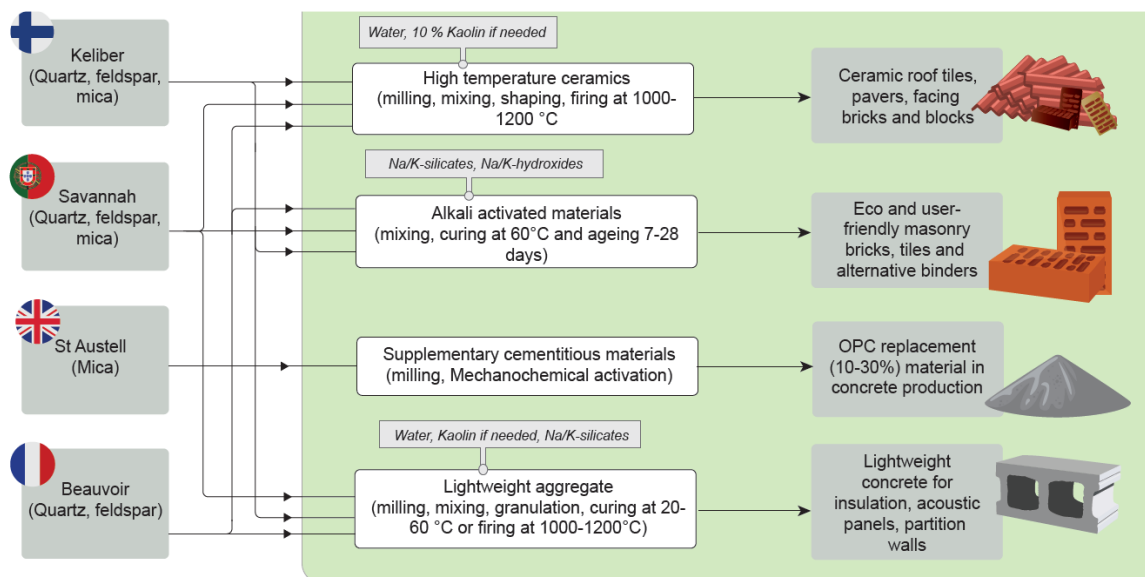 Keliber
(Quartz, feldspar,
mica)
Savannah
(Quartz, feldspar,
mica)
St Austell
(Mica)
Beauvoir
(Quartz, feldspar)
Water, 10 % Kaolin if needed
High temperature ceramics
(milling, mixing, shaping, firing at 1000-
1200 °C)
Na/K-silicates, Na/K-hydroxides
Alkali activated materials
(mixing, curing at 60°C and ageing 7-28
days)
Supplementary cementitious materials
(milling, Mechanochemical activation)
Water, Kaolin if needed, Na/K-silicates
Lightweight aggregate
(milling, mixing, granulation, curing at 20-
60 °C or firing at 1000-1200°C)
Ceramic roof tiles,
pavers, facing
bricks and blocks
Eco and user-
friendly masonry
bricks, tiles and
alternative binders
OPC replacement
(10-30%) material in
concrete production
Lightweight
concrete for
insulation, acoustic
panels, partition
walls